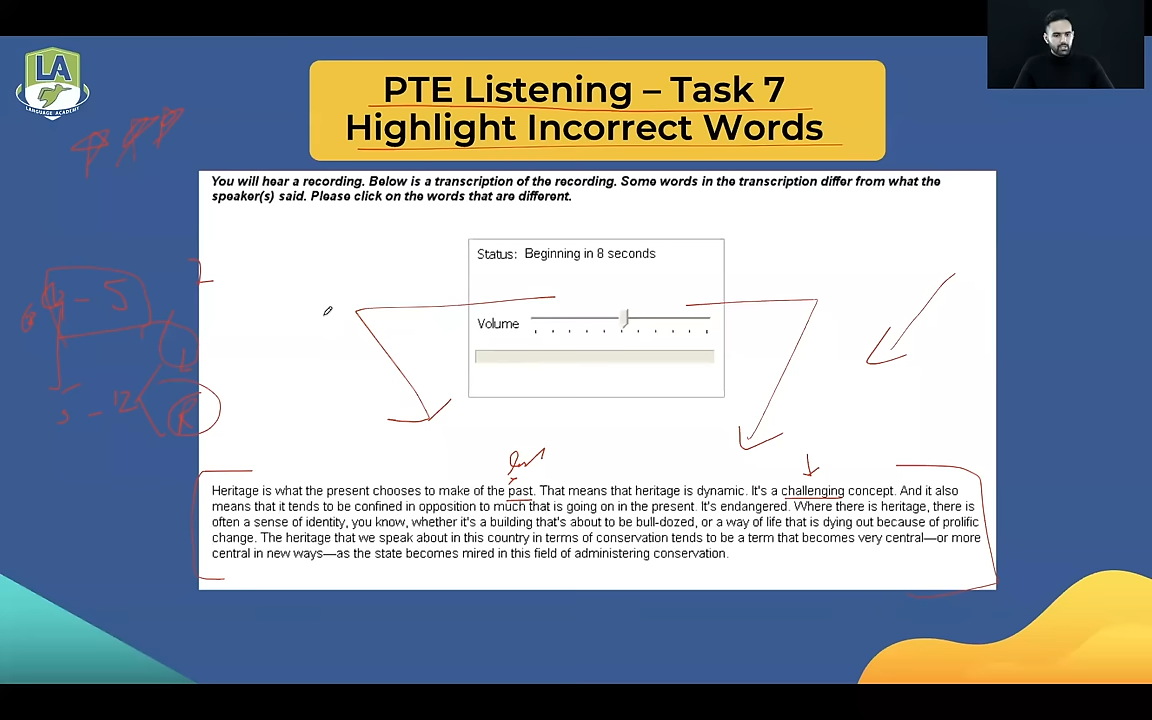 LA
LANGUAGE ACADEMY
PTE Listening – Task 7
Highlight Incorrect Words
You will hear a recording. Below is a transcription of the recording. Some words in the transcription differ from what the
speaker(s) said. Please click on the words that are different.
Status: Beginning in 8 seconds
Volume
4 - 5
Heritage is what the present chooses to make of the past. That means that heritage is dynamic. It's a challenging concept. And it also
means that it tends to be confined in opposition to much that is going on in the present. It's endangered. Where there is heritage, there is
often a sense of identity, you know, whether it's a building that's about to be bull-dozed, or a way of life that is dying out because of prolific
change. The heritage that we speak about in this country in terms of conservation tends to be a term that becomes very central—or more
central in new ways—as the state becomes mired in this field of administering conservation.